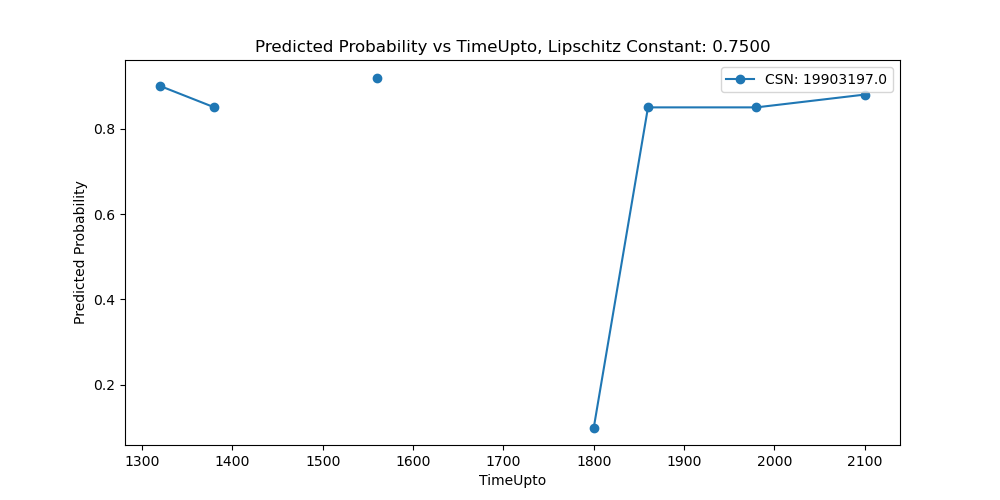 Predicted Probability vs TimeUpto, Lipschitz Constant: 0.7500
CSN: 19903197.0
Predicted Probability
0.8
0.6
0.4
0.2
1300 1400 1500 1600 1700 1800 1900 2000 2100
TimeUpto